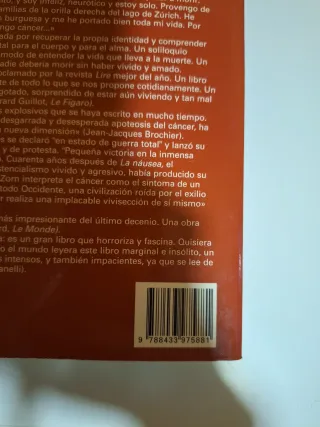 y soy infeliz, neurótico y estoy solo. Provengo de
amilias de la orilla derecha del lago de Zúrich. He
n burguesa y me he portado bien toda mi vida. Por
ngo cáncer...»
ada por recuperar la propia identidad y comprender
tal para el cuerpo y para el alma. Un soliloquio
modo de entender la vida que lleva a la muerte. Un
adie debería morir sin haber vivido y amado.
oclamado por la revista Lire mejor del año. Un libro
te de todo lo que se nos propone cotidianamente. Un
gotado, sorprendido de estar aún viviendo y tan mal
rard Guillot, Le Figaro).
s explosivos que se haya escrito en mucho tiempo.
desgarrada y desesperada apoteosis del cáncer, ha
nueva dimensión» (Jean-Jacques Brochier).
s se declaró "en estado de guerra total" y lanzó su
y de protesta. "Pequeña victoria en la inmensa
o. Cuarenta años después de La náusea, el
stencialismo vivido y agresivo, había producido su
Zorn interpreta el cáncer como el síntoma de un
todo Occidente, una civilización roída por el exilio
r realiza una implacable vivisección de sí mismo»
más impresionante del último decenio. Una obra
rd, Le Monde).
a: es un gran libro que horroriza y fascina. Quisiera
o el mundo leyera este libro marginal e insólito, un
s intensos, y también impacientes, ya que se lee de
anelli).
9 788433 975881